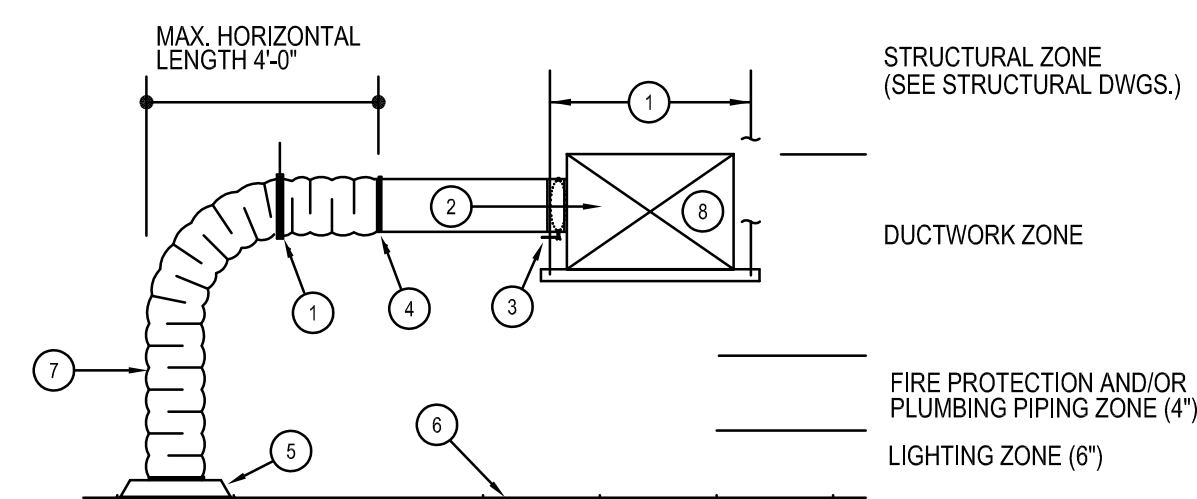 MAX. HORIZONTAL
LENGTH 4'-0"
STRUCTURAL ZONE
(SEE STRUCTURAL DWGS.)
1
2
8
DUCTWORK ZONE
3
4
1
7
FIRE PROTECTION AND/OR
PLUMBING PIPING ZONE (4")
6
5
LIGHTING ZONE (6")